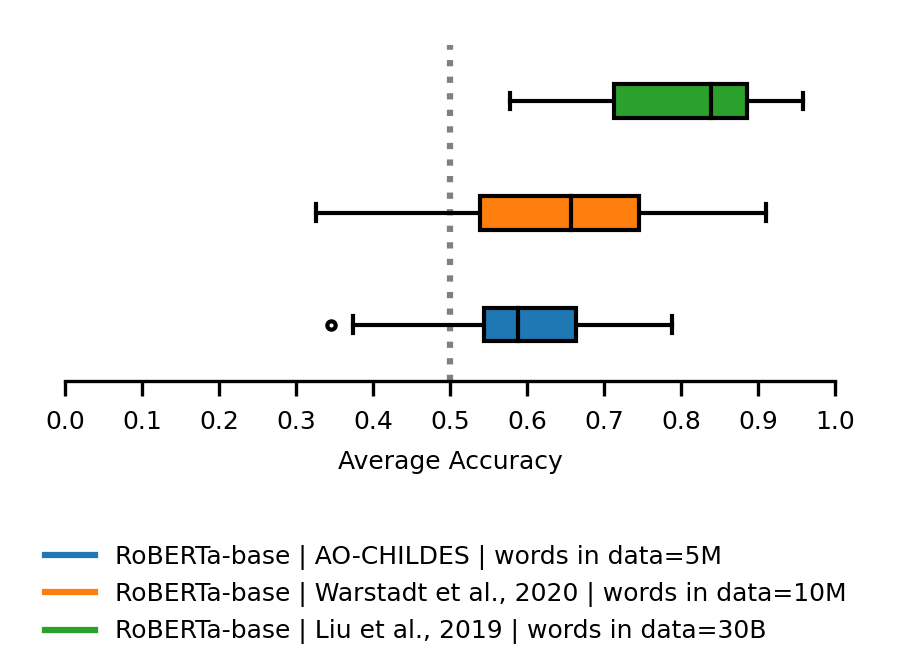 0.0 0.1 0.2 0.3 0.4 0.5 0.6 0.7 0.8 0.9 1.0
Average Accuracy
RoBERTa-base | AO-CHILDES | words in data=5M
RoBERTa-base | Warstadt et al., 2020 | words in data=10M
RoBERTa-base | Liu et al., 2019 | words in data=30B